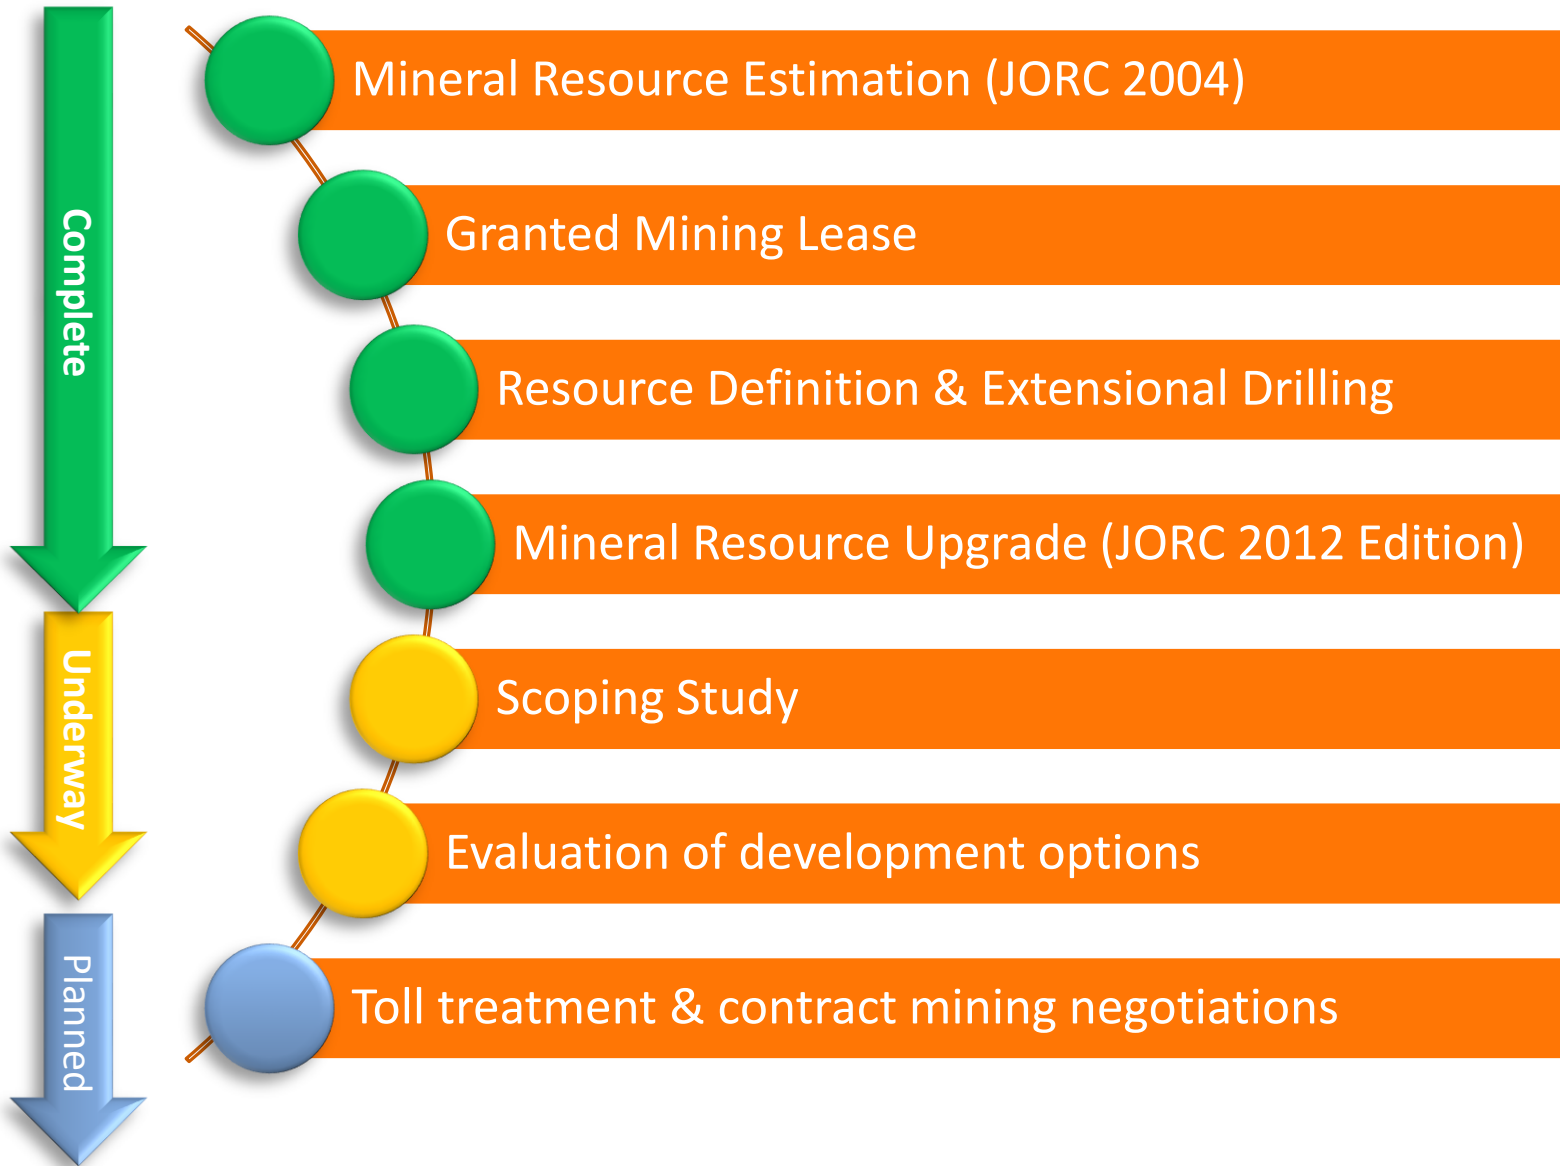 Complete
Underway
Planned
Mineral Resource Estimation (JORC 2004)
Granted Mining Lease
Resource Definition & Extensional Drilling
Mineral Resource Upgrade (JORC 2012 Edition)
Scoping Study
Evaluation of development options
Toll treatment & contract mining negotiations